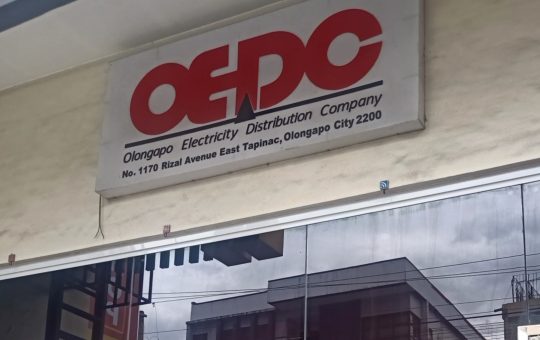 OEDC
Olongapo Electricity Distribution Company
No. 1170 Rizal Avenue East Tapinac, Olongapo City 2200